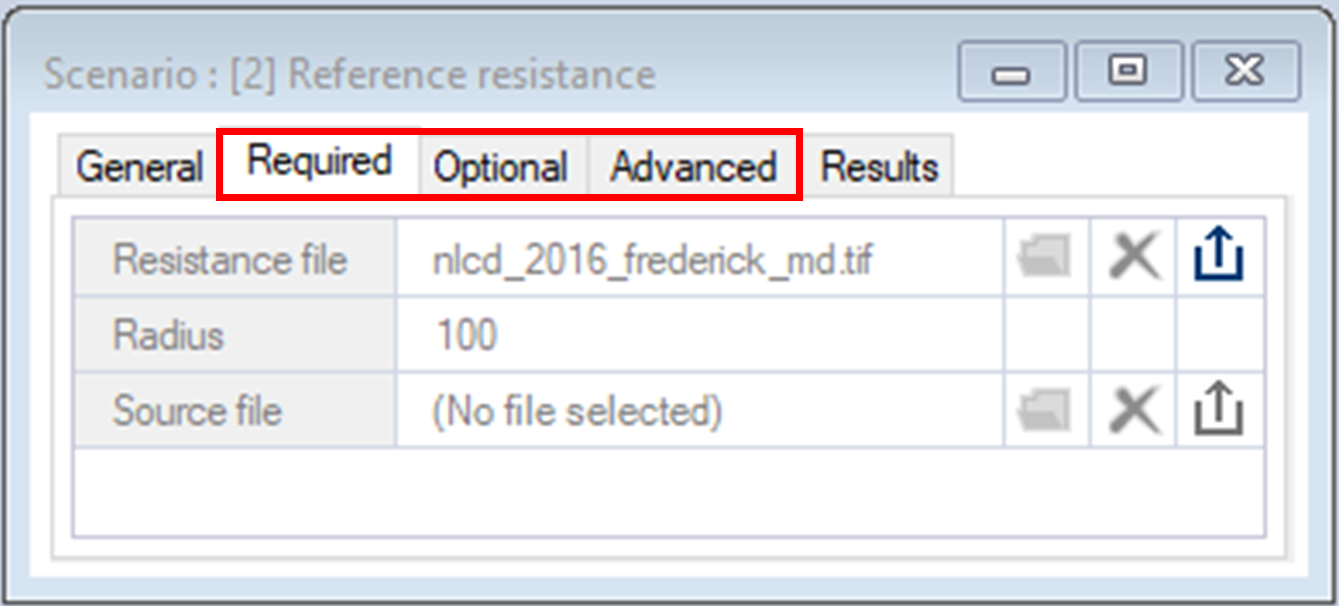 Scenario : [2] Reference resistance
General Required Optional Advanced Results
Resistance file nlcd_2016_frederick_md.tif
Radius 100
Source file (No file selected)